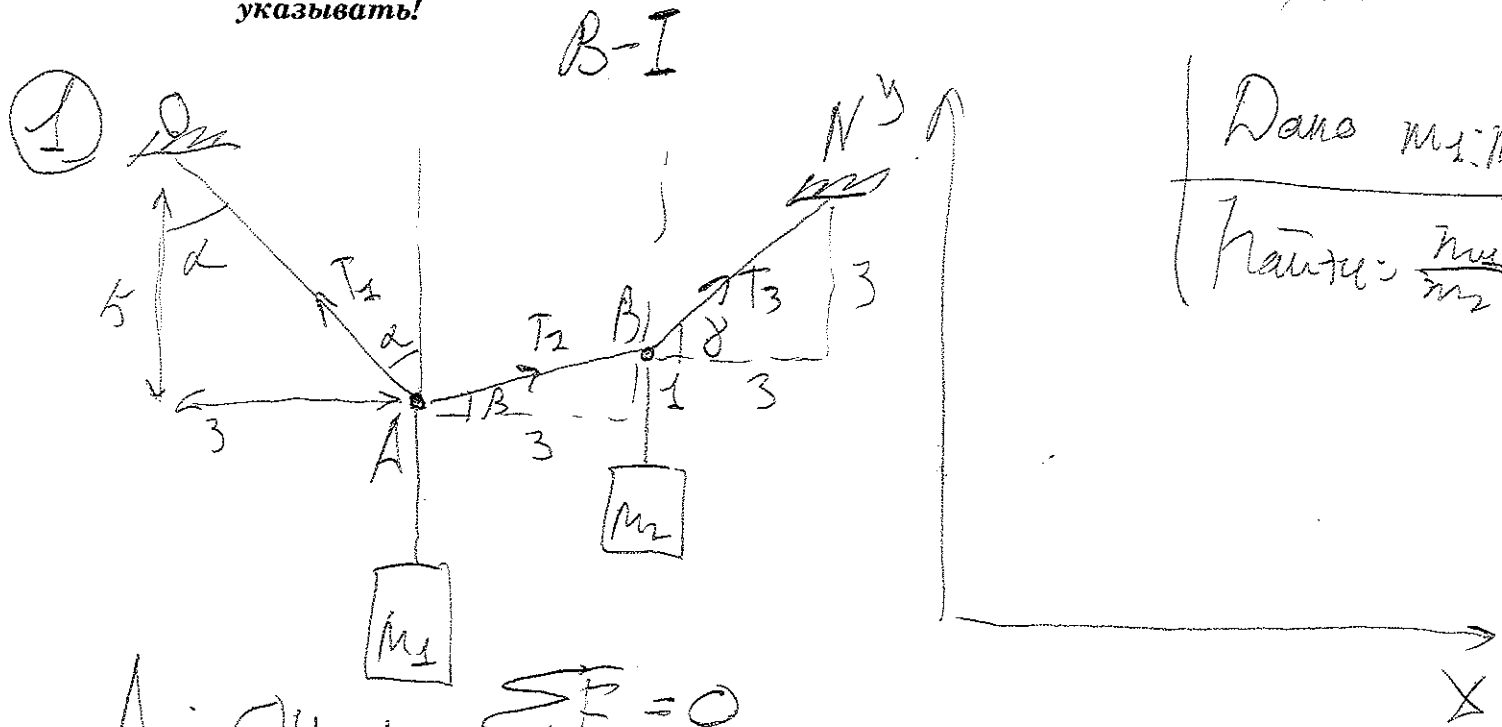 указывать!
B-I
1
O
N
y
Дано m₁; m
Найти: m₁/m₂
α
5
T₁
α
3
A
β
T₂
3
B
1
γ
T₃
3
3
m₂
m₁
ΣF = 0
X